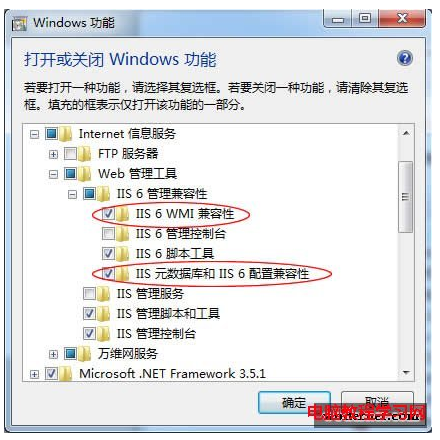 Windows 功能
打开或关闭 Windows 功能
若要打开一种功能，请选择其复选框。若要关闭一种功能，请清除其复选
框。填充的框表示仅打开该功能的一部分。
Internet 信息服务
FTP 服务器
Web 管理工具
IIS 6 管理兼容性
IIS 6 WMI 兼容性
IIS 6 管理控制台
IIS 6 脚本工具
IIS 元数据库和 IIS 6 配置兼容性
IIS 管理服务
IIS 管理脚本和工具
IIS 管理控制台
万维网服务
Microsoft .NET Framework 3.5.1
确定
取消
电脑教程学习网